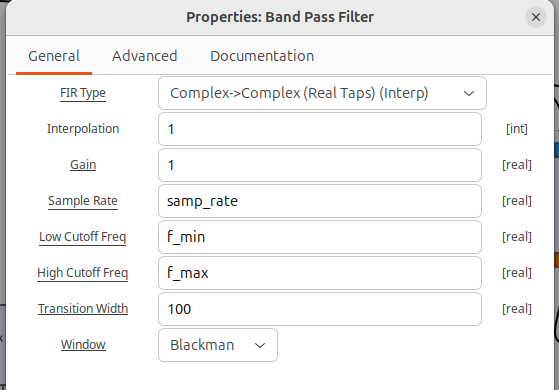 Properties: Band Pass Filter
General Advanced Documentation
FIR Type Complex->Complex (Real Taps) (Interp)
Interpolation 1 [int]
Gain 1 [real]
Sample Rate samp_rate [real]
Low Cutoff Freq f_min [real]
High Cutoff Freq f_max [real]
Transition Width 100 [real]
Window Blackman